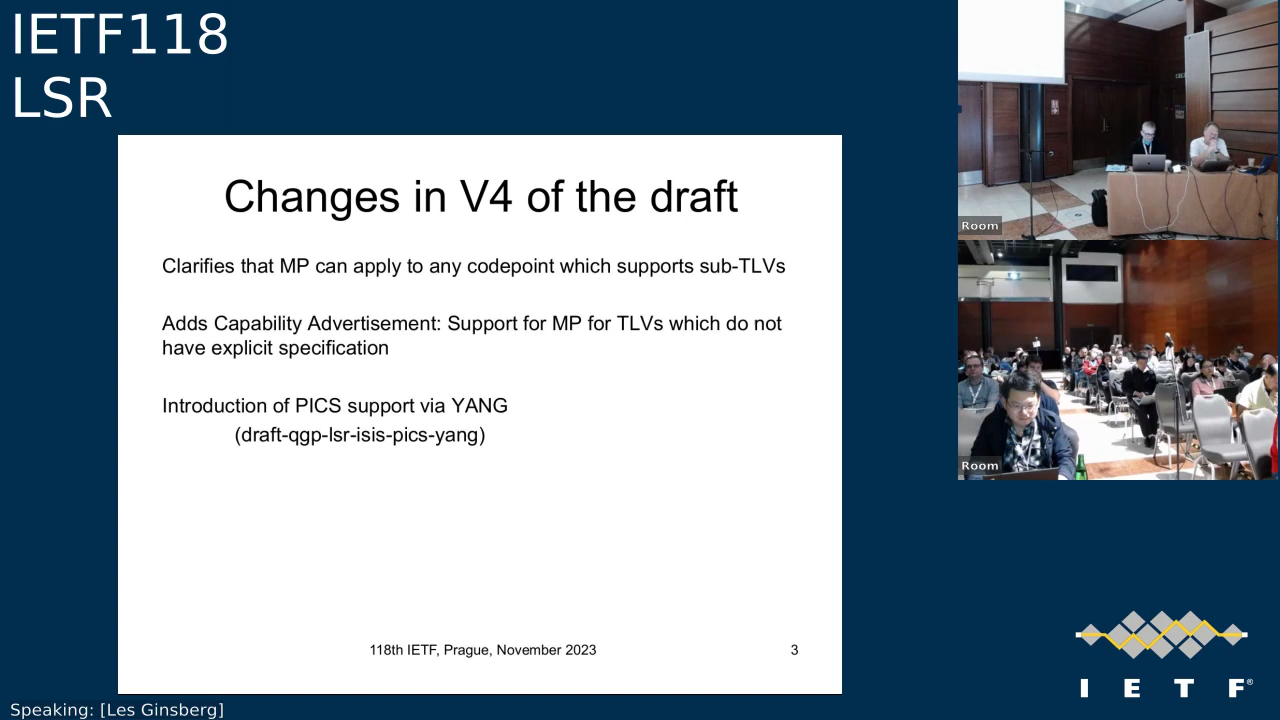 IETF118
LSR
Changes in V4 of the draft
Clarifies that MP can apply to any codepoint which supports sub-TLVs
Adds Capability Advertisement: Support for MP for TLVs which do not
have explicit specification
Introduction of PICS support via YANG
(draft-qgp-lsr-isis-pics-yang)
118th IETF, Prague, November 2023
3
Room
Room
I E T F®
Speaking: [Les Ginsberg]